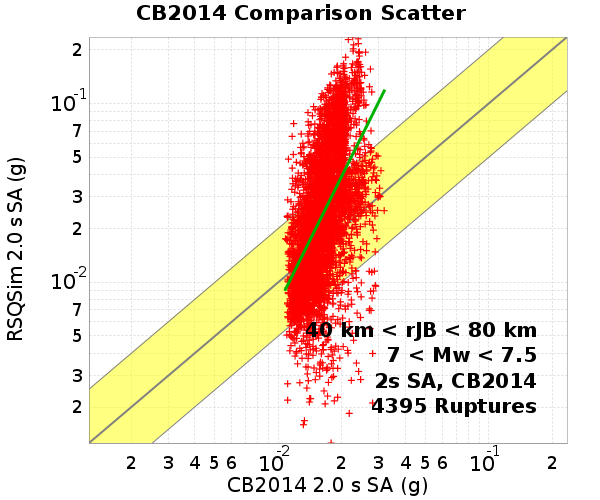 CB2014 Comparison Scatter
RSQSim 2.0 s SA (g)
2
10-1
7
5
3
2
10-2
7
5
3
2
40 km < rJB < 80 km
7 < Mw < 7.5
2s SA, CB2014
4395 Ruptures
2 3 4 5 6 10-2 2 3 4 5 6 10-1 2
CB2014 2.0 s SA (g)